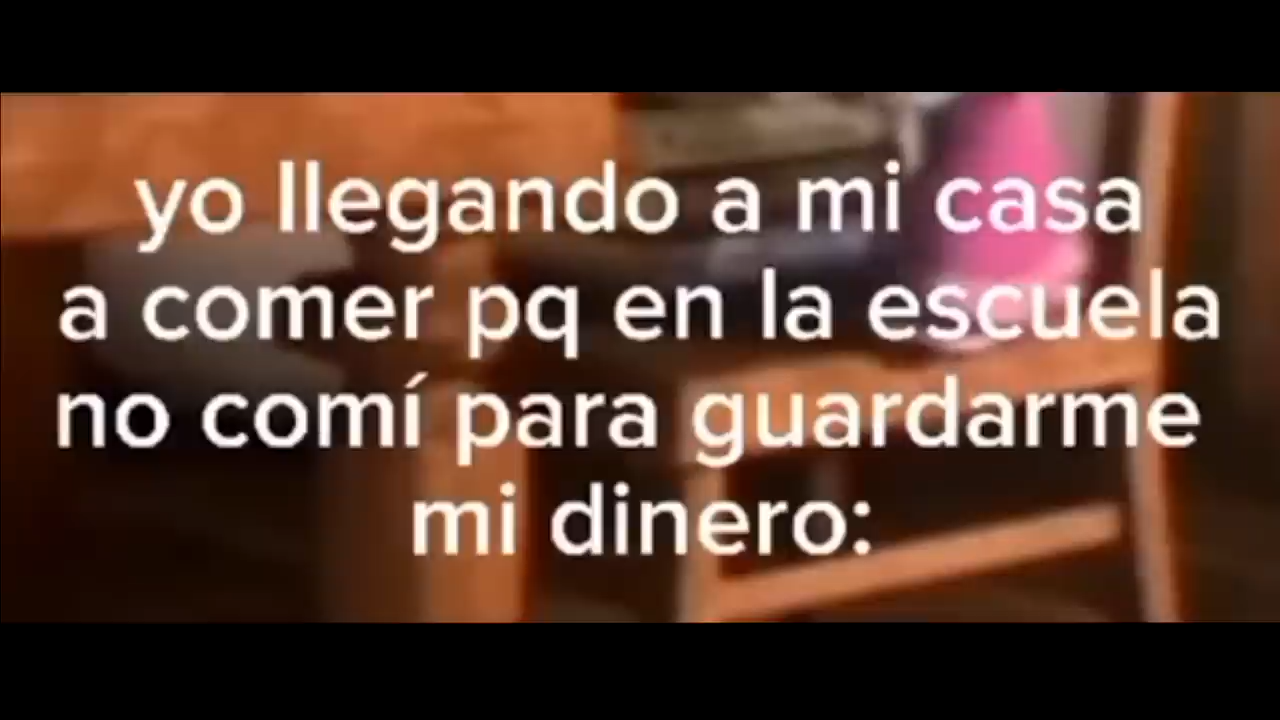 yo llegando a mi casa
a comer pq en la escuela
no comí para guardarme
mi dinero: